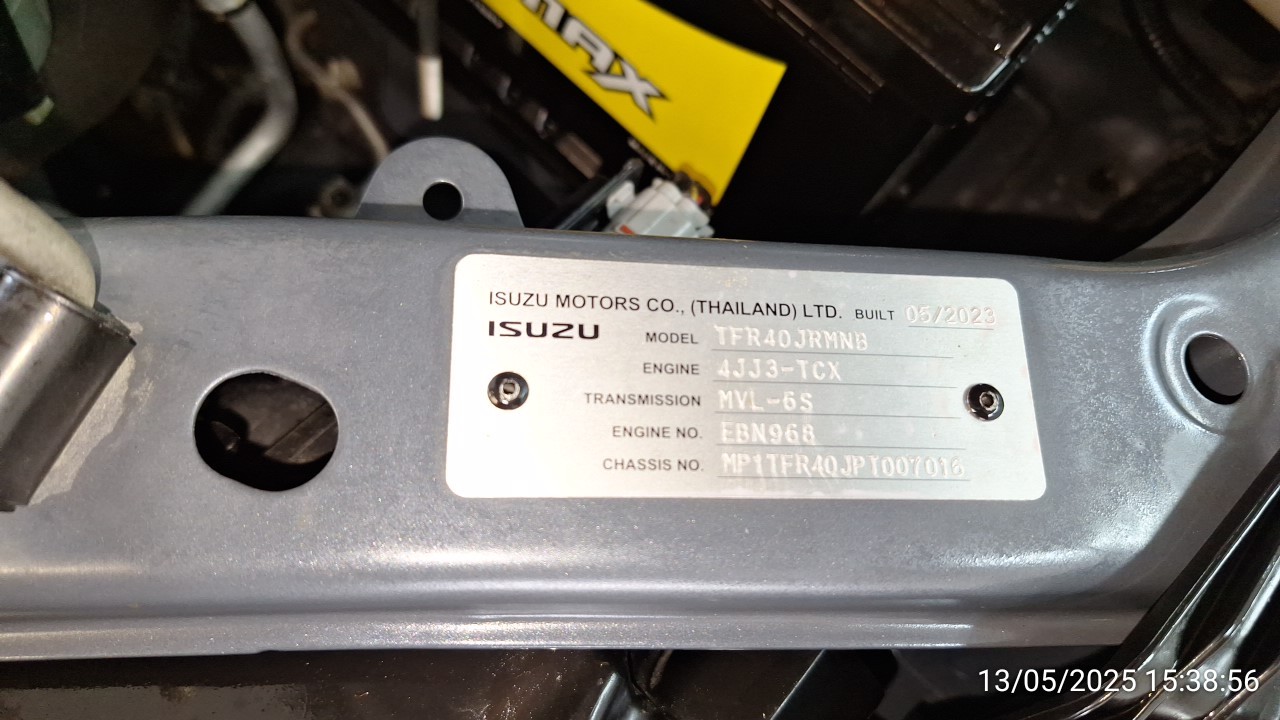 MAX
ISUZU MOTORS CO., (THAILAND) LTD. BUILT 05/2023
ISUZU
MODEL TFR40JRMNB
ENGINE 4JJ3-TCX
TRANSMISSION MVL-6S
ENGINE NO. EBN968
CHASSIS NO. MP1TFR40JPT007016
13/05/2025 15:38:56